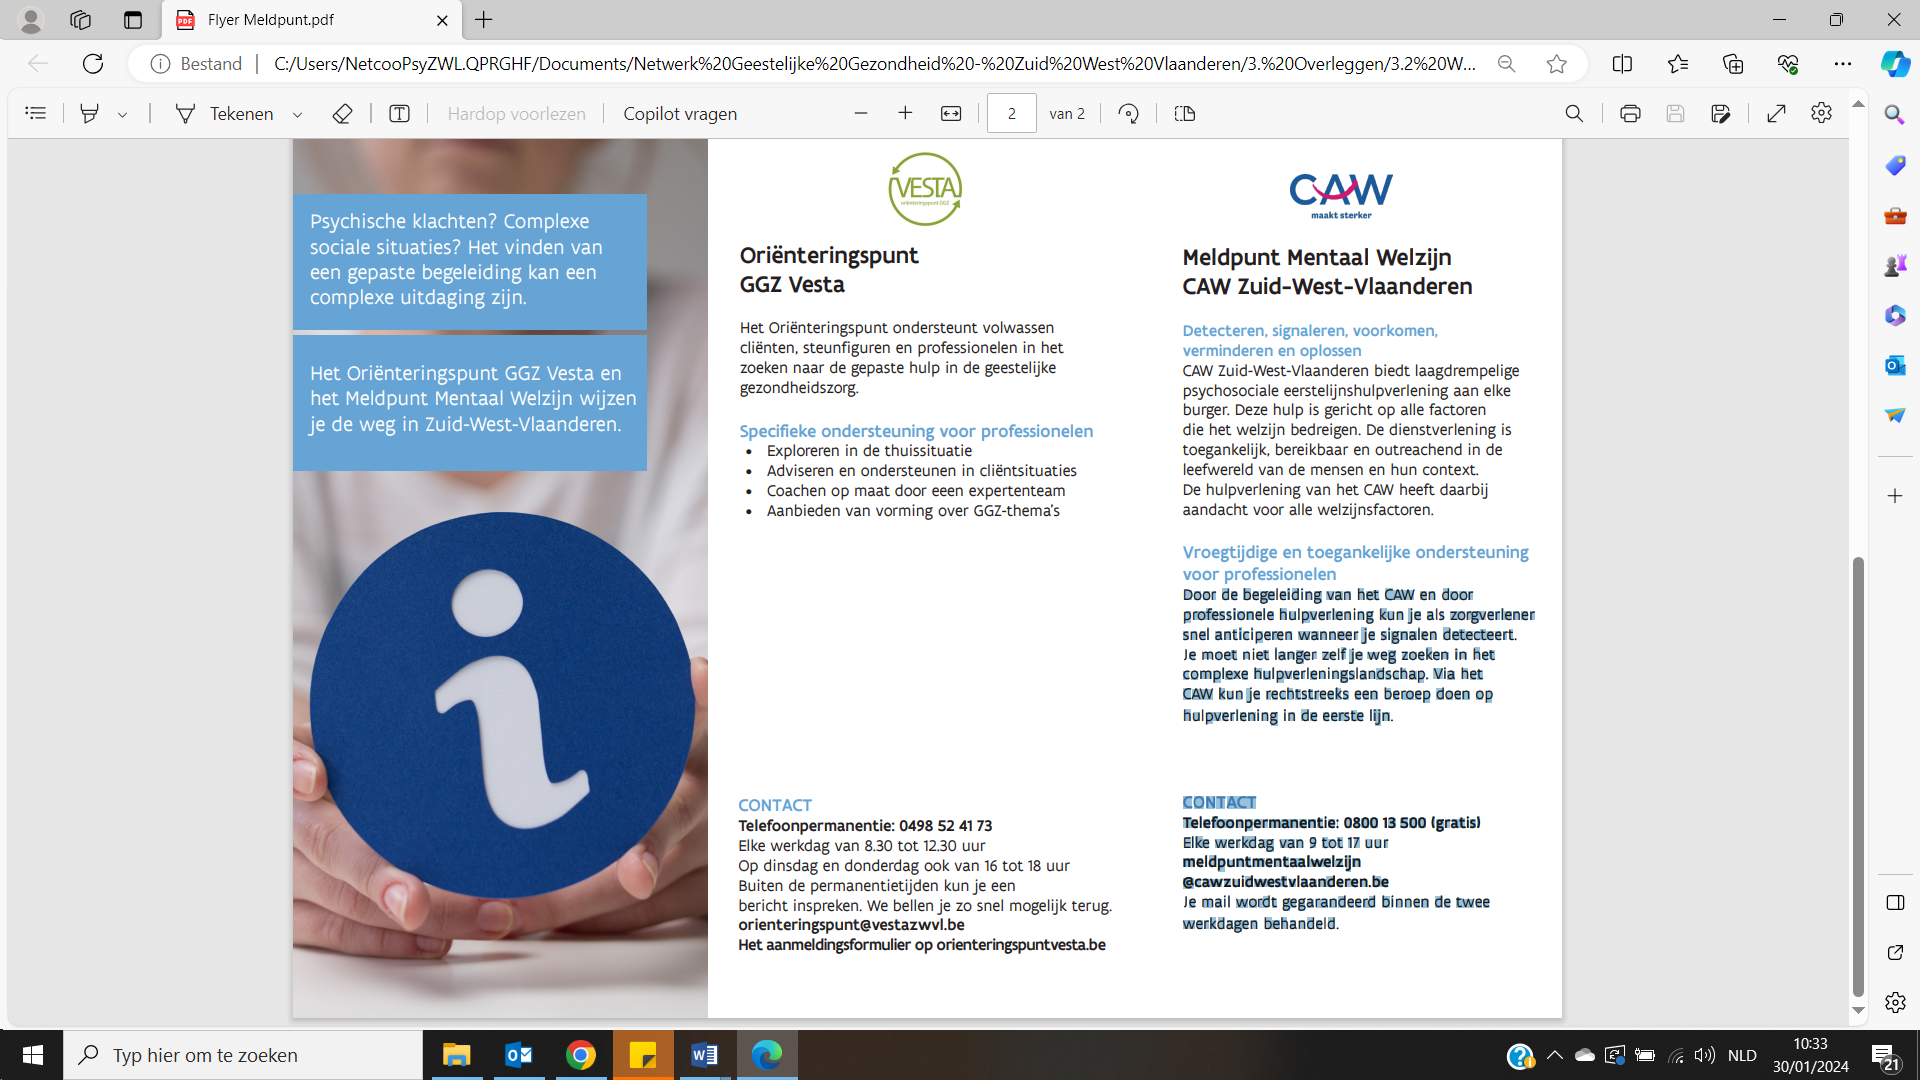 Flyer Meldpunt.pdf
Bestand
C:/Users/NetcooPsyZWL.QPRGHF/Documents/Netwerk%20Geestelijke%20Gezondheid%20-%20Zuid%20West%20Vlaanderen/3.%20Overleggen/3.2%20W...
Tekenen
Hardop voorlezen
Copilot vragen
2
van 2
Psychische klachten? Complexe
sociale situaties? Het vinden van
een gepaste begeleiding kan een
complexe uitdaging zijn.
Het Oriënteringspunt GGZ Vesta en
het Meldpunt Mentaal Welzijn wijzen
je de weg in Zuid-West-Vlaanderen.
VESTA
oriënteringspunt GGZ
Oriënteringspunt
GGZ Vesta
Het Oriënteringspunt ondersteunt volwassen
cliënten, steunfiguren en professionelen in het
zoeken naar de gepaste hulp in de geestelijke
gezondheidszorg.
Specifieke ondersteuning voor professionelen
• Exploreren in de thuissituatie
• Adviseren en ondersteunen in cliëntsituaties
• Coachen op maat door eeen expertenteam
• Aanbieden van vorming over GGZ-thema's
CONTACT
Telefoonpermanentie: 0498 52 41 73
Elke werkdag van 8.30 tot 12.30 uur
Op dinsdag en donderdag ook van 16 tot 18 uur
Buiten de permanentietijden kun je een
bericht inspreken. We bellen je zo snel mogelijk terug.
orienteringspunt@vestazwvl.be
Het aanmeldingsformulier op orienteringspuntvesta.be
CAW
maakt sterker
Meldpunt Mentaal Welzijn
CAW Zuid-West-Vlaanderen
Detecteren, signaleren, voorkomen,
verminderen en oplossen
CAW Zuid-West-Vlaanderen biedt laagdrempelige
psychosociale eerstelijnshulpverlening aan elke
burger. Deze hulp is gericht op alle factoren
die het welzijn bedreigen. De dienstverlening is
toegankelijk, bereikbaar en outreachend in de
leefwereld van de mensen en hun context.
De hulpverlening van het CAW heeft daarbij
aandacht voor alle welzijnsfactoren.
Vroegtijdige en toegankelijke ondersteuning
voor professionelen
Door de begeleiding van het CAW en door
professionele hulpverlening kun je als zorgverlener
snel anticiperen wanneer je signalen detecteert.
Je moet niet langer zelf je weg zoeken in het
complexe hulpverleningslandschap. Via het
CAW kun je rechtstreeks een beroep doen op
hulpverlening in de eerste lijn.
CONTACT
Telefoonpermanentie: 0800 13 500 (gratis)
Elke werkdag van 9 tot 17 uur
meldpuntmentaalwelzijn
@cawzuidwestvlaanderen.be
Je mail wordt gegarandeerd binnen de twee
werkdagen behandeld.
Typ hier om te zoeken
NLD
10:33
30/01/2024
21